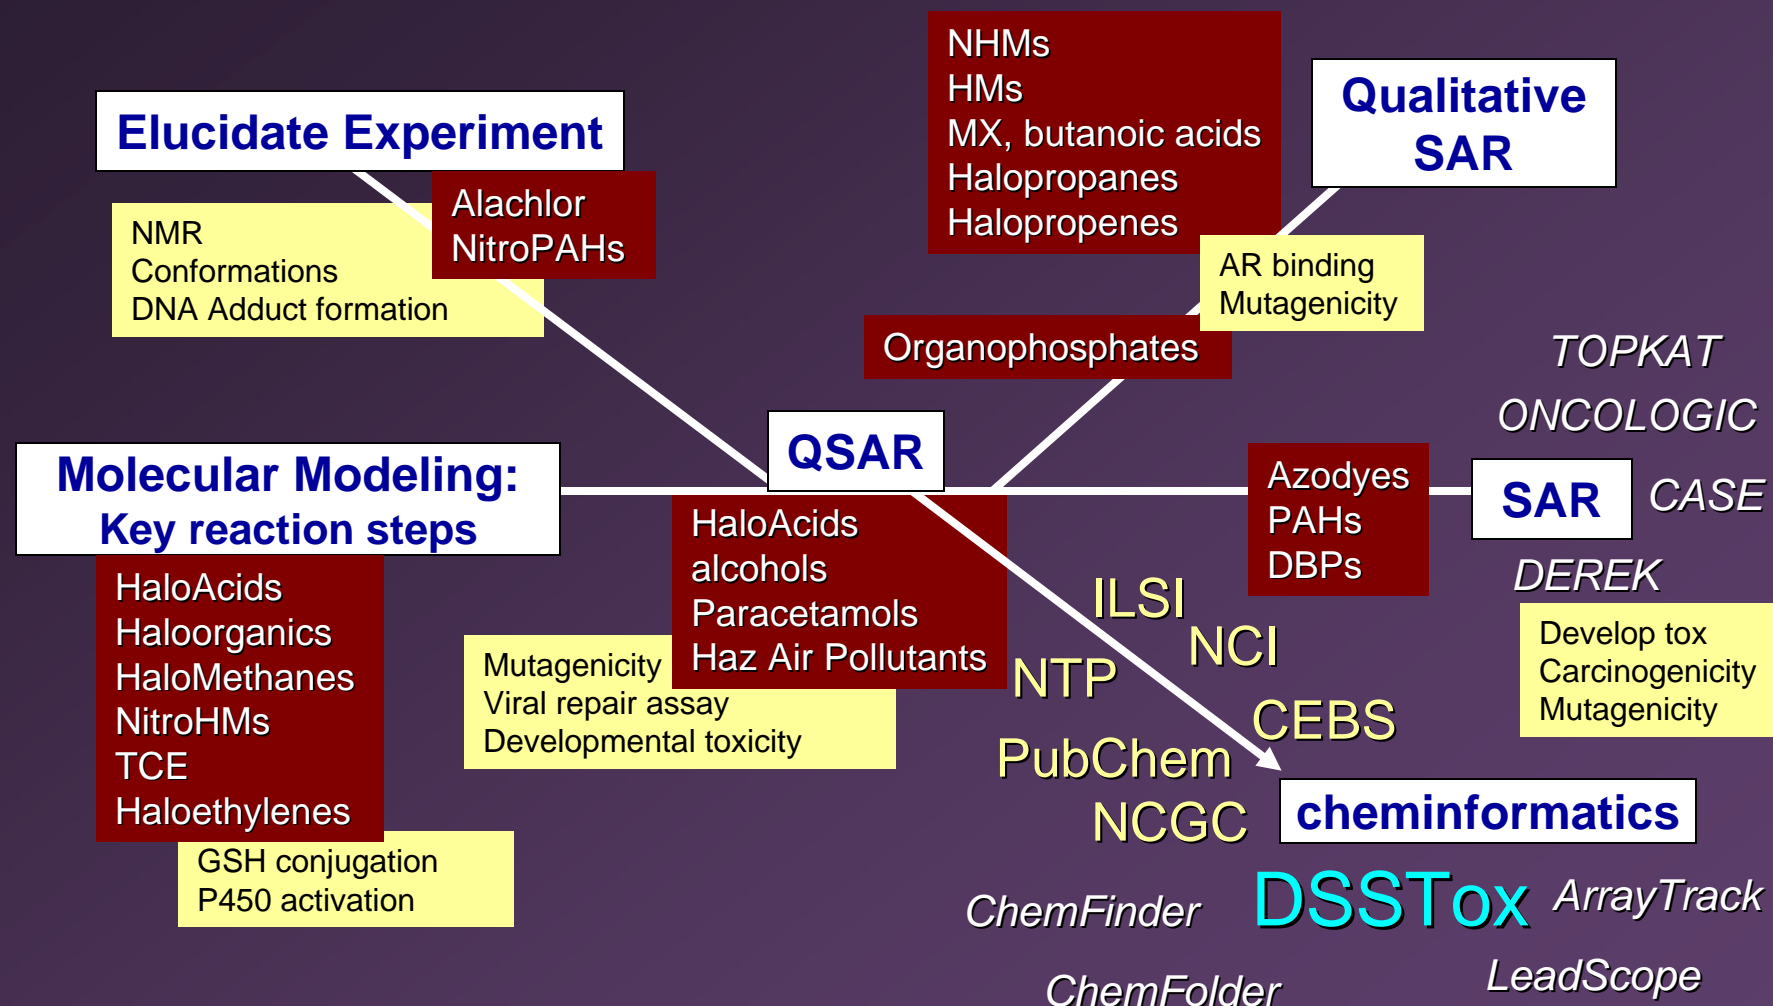 Elucidate Experiment
Alachlor
NitroPAHs
NMR
Conformations
DNA Adduct formation
NHMs
HMs
MX, butanoic acids
Halopropanes
Halopropenes
Qualitative
SAR
AR binding
Mutagenicity
Organophosphates
TOPKAT
ONCOLOGIC
CASE
DEREK
QSAR
Molecular Modeling:
Key reaction steps
HaloAcids
Haloorganics
HaloMethanes
NitroHMs
TCE
Haloethylenes
GSH conjugation
P450 activation
HaloAcids
alcohols
Paracetamols
Haz Air Pollutants
Mutagenicity
Viral repair assay
Developmental toxicity
Azodyes
PAHs
DBPs
SAR
Develop tox
Carcinogenicity
Mutagenicity
ILSI
NCI
NTP
CEBS
PubChem
NCGC
cheminformatics
DSSTox
ArrayTrack
ChemFinder
LeadScope
ChemFolder